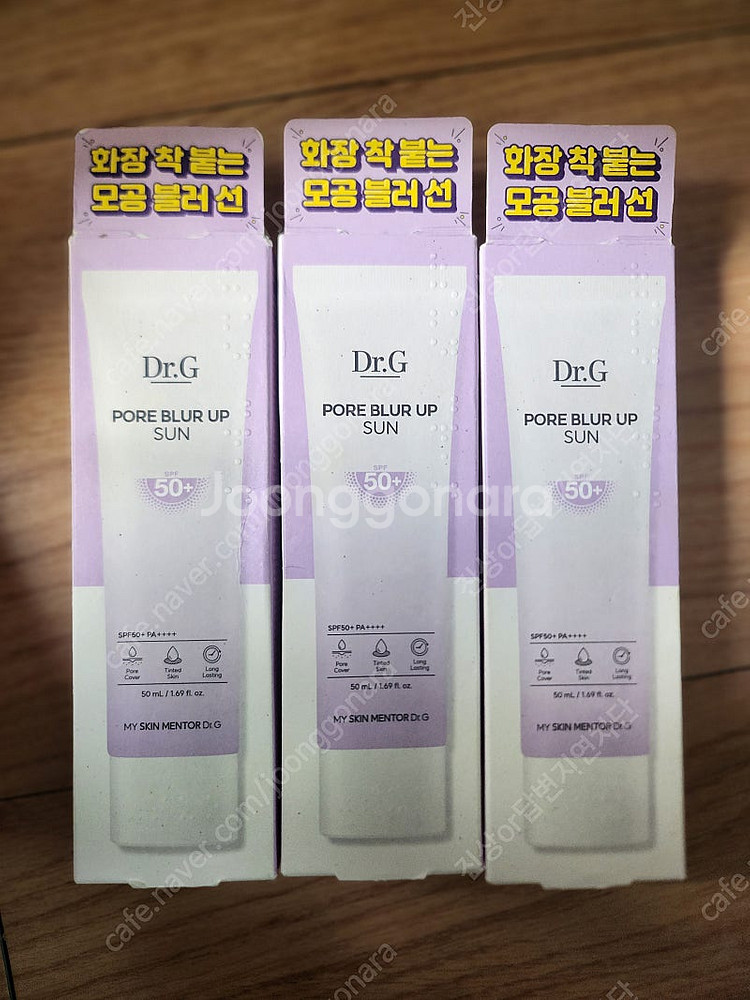 화장 착 붙는
모공 블러 선
Dr.G
PORE BLUR UP
SUN
SPF
50+
SPF50+ PA++++
Pore
Cover
Tinted
Skin
Long
Lasting
50 mL / 1.69 fl. oz.
MY SKIN MENTOR Dr.G
화장 착 붙는
모공 블러 선
Dr.G
PORE BLUR UP
SUN
SPF
50+
SPF50+ PA++++
Pore
Cover
Tinted
Skin
Long
Lasting
50 mL / 1.69 fl. oz.
MY SKIN MENTOR Dr.G
화장 착 붙는
모공 블러 선
Dr.G
PORE BLUR UP
SUN
SPF
50+
SPF50+ PA++++
Pore
Cover
Tinted
Skin
Long
Lasting
50 mL / 1.69 fl. oz.
MY SKIN MENTOR Dr.G
Joonggonara
cafe.naver.com/joonggonara